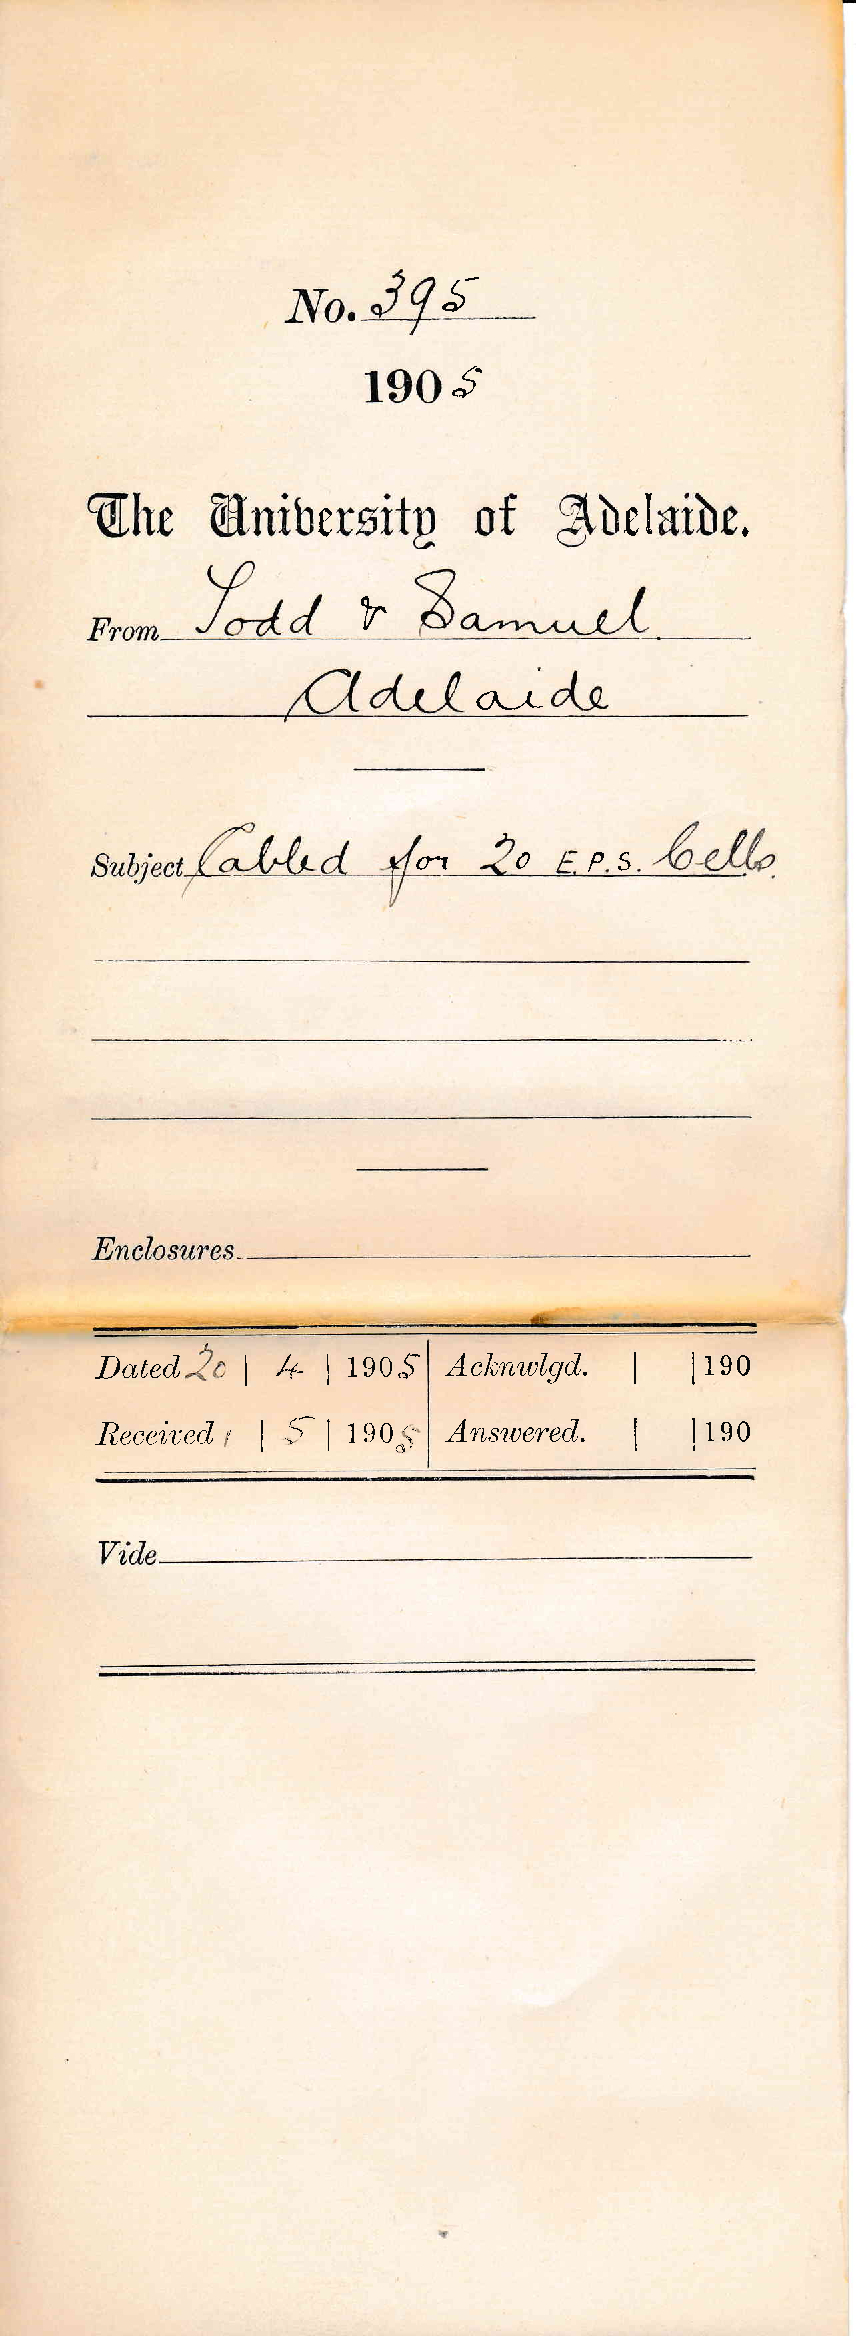 No. 395
1905
The University of Adelaide.
From Todd & Samuel
Adelaide
Subject Cabled for 20 E.P.S. Cells.
Enclosures.
Dated 20 | 4 | 1905 Acknwlgd. | |190
Received 1 | 5 | 1905 Answered. | |190
Vide